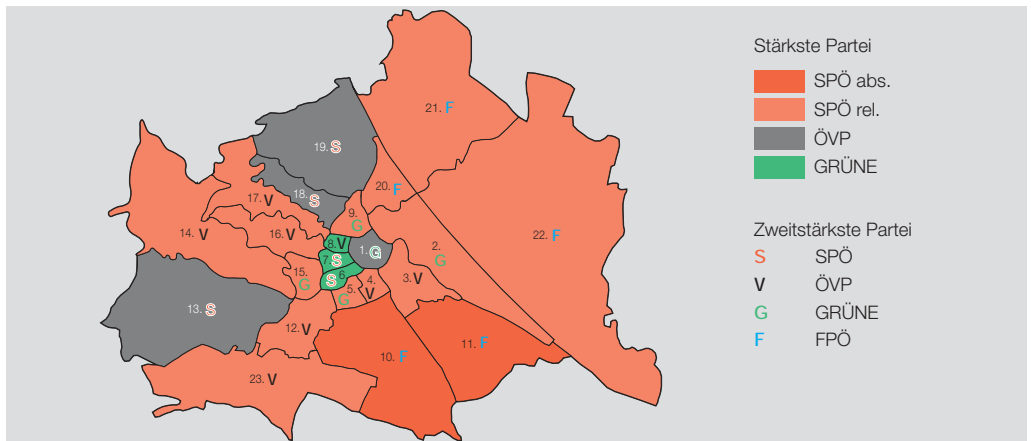 Stärkste Partei
SPÖ abs.
SPÖ rel.
ÖVP
GRÜNE
Zweitstärkste Partei
S SPÖ
V ÖVP
G GRÜNE
F FPÖ
21. F
19. S
20. F
18. S
17. V
9. G
16. V
14. V
8. V
1. G
2. G
22. F
7. S
15. G
S 6.
3. V
4. V
5. G
13. S
12. V
11. F
10. F
23. V